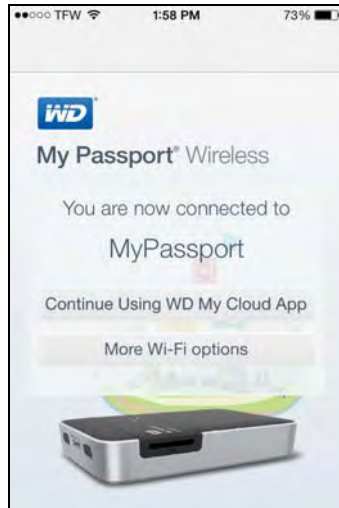 ●●○○○ TFW 1:58 PM 73%
WD
My Passport® Wireless
You are now connected to
MyPassport
Continue Using WD My Cloud App
More Wi-Fi options